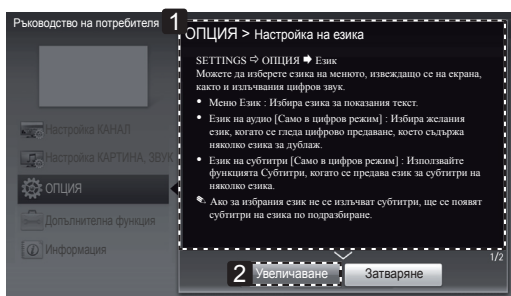 Ръководство на потребителя
1
ОПЦИЯ > Настройка на езика
SETTINGS ⇨ ОПЦИЯ ➡ Език
Можете да изберете езика на менюто, извеждащо се на екрана,
както и излъчвания цифров звук.
• Меню Език : Избира езика за показания текст.
• Език на аудио [Само в цифров режим] : Избира желания
език, когато се гледа цифрово предаване, което съдържа
няколко езика за дублаж.
• Език на субтитри [Само в цифров режим] : Използвайте
функцията Субтитри, когато се предава език за субтитри на
няколко езика.
✎ Ако за избрания език не се излъчват субтитри, ще се появят
субтитри на езика по подразбиране.
Настройка КАНАЛ
Настройка КАРТИНА, ЗВУК
ОПЦИЯ
Допълнителна функция
Информация
1/2
2
Увеличаване
Затваряне